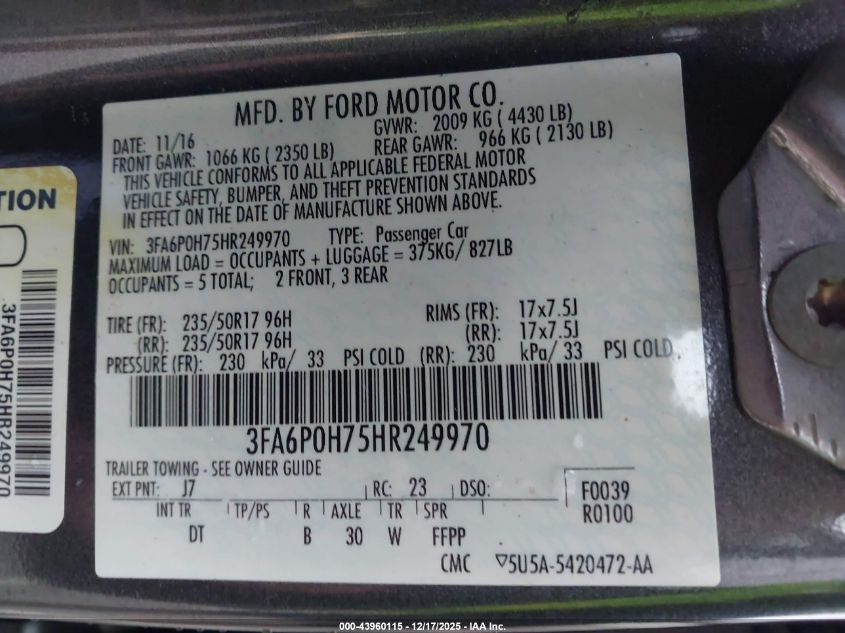 MFD. BY FORD MOTOR CO.
DATE: 11/16 GVWR: 2009 KG ( 4430 LB)
FRONT GAWR: 1066 KG ( 2350 LB) REAR GAWR: 966 KG ( 2130 LB)
THIS VEHICLE CONFORMS TO ALL APPLICABLE FEDERAL MOTOR
VEHICLE SAFETY, BUMPER, AND THEFT PREVENTION STANDARDS
IN EFFECT ON THE DATE OF MANUFACTURE SHOWN ABOVE.
VIN: 3FA6P0H75HR249970 TYPE: Passenger Car
MAXIMUM LOAD = OCCUPANTS + LUGGAGE = 375KG/ 827LB
OCCUPANTS = 5 TOTAL; 2 FRONT, 3 REAR
TIRE (FR): 235/50R17 96H RIMS (FR): 17x7.5J
(RR): 235/50R17 96H (RR): 17x7.5J
PRESSURE (FR): 230 kPa/ 33 PSI COLD (RR): 230 kPa/ 33 PSI COLD
3FA6P0H75HR249970
TRAILER TOWING - SEE OWNER GUIDE
EXT PNT: J7 RC: 23 DSO: F0039
INT TR TP/PS R AXLE TR SPR R0100
DT B 30 W FFPP
CMC 5U5A-5420472-AA
TION
3FA6P0H75HR249970
000-43960115 - 12/17/2025 - IAA Inc.